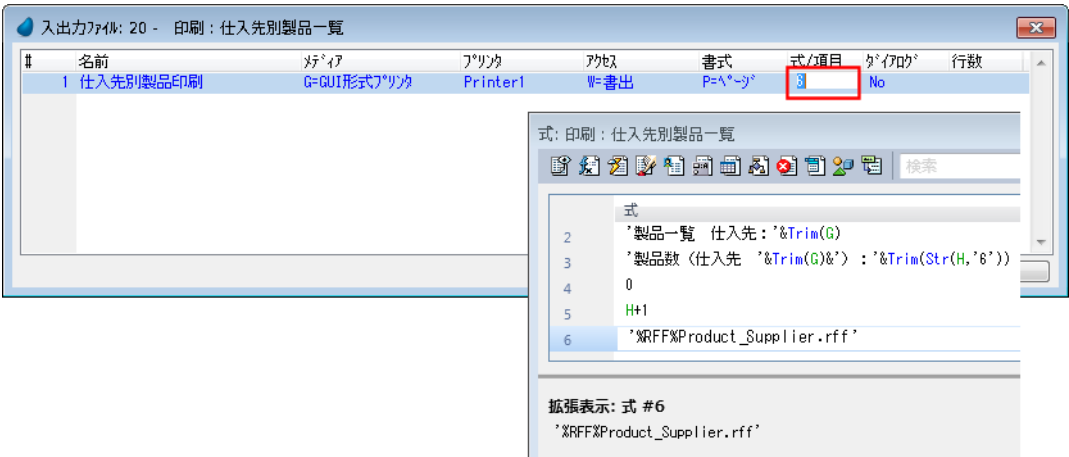 入出力ファイル: 20 - 印刷：仕入先別製品一覧
# 名前 メディア プリンタ アクセス 書式 式/項目 ダイアログ 行数
1 仕入先別製品印刷 G=GUI形式プリンタ Printer1 W=書出 P=ページ 6 No
式: 印刷：仕入先別製品一覧
検索
式
2 '製品一覧　仕入先：'&Trim(G)
3 '製品数（仕入先　'&Trim(G)&'）：'&Trim(Str(H,'6'))
4 0
5 H+1
6 '%RFF%Product_Supplier.rff'
拡張表示: 式 #6
'%RFF%Product_Supplier.rff'